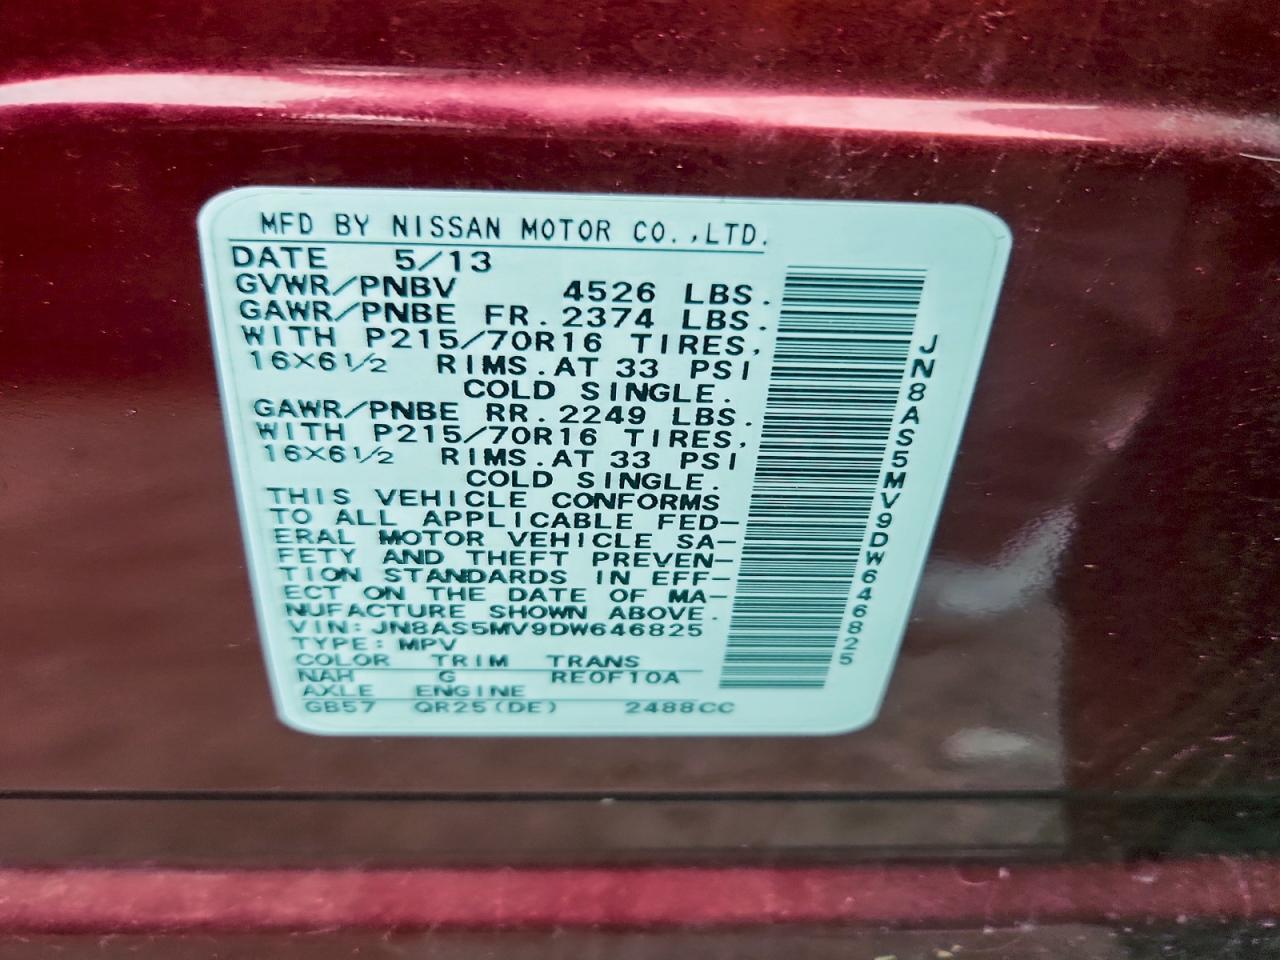 MFD BY NISSAN MOTOR CO.,LTD.
DATE 5/13
GVWR/PNBV 4526 LBS.
GAWR/PNBE FR. 2374 LBS.
WITH P215/70R16 TIRES,
16X6 1/2 RIMS. AT 33 PSI
COLD SINGLE.
GAWR/PNBE RR. 2249 LBS.
WITH P215/70R16 TIRES,
16X6 1/2 RIMS. AT 33 PSI
COLD SINGLE.
THIS VEHICLE CONFORMS
TO ALL APPLICABLE FED-
ERAL MOTOR VEHICLE SA-
FETY AND THEFT PREVEN-
TION STANDARDS IN EFF-
ECT ON THE DATE OF MA-
NUFACTURE SHOWN ABOVE.
VIN: JN8AS5MV9DW646825
TYPE: MPV
COLOR TRIM TRANS
NAH G RE0F10A
AXLE ENGINE
GB57 QR25(DE) 2488CC
JN8AS5MV9DW646825